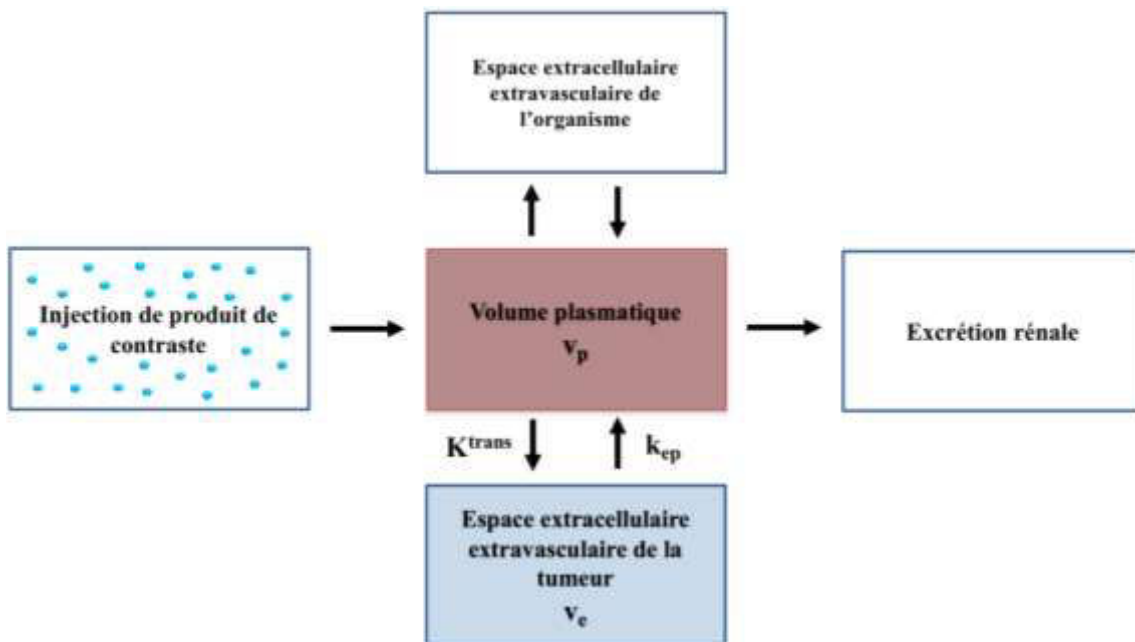 Espace extracellulaire
extravasculaire de
l’organisme
Injection de produit de
contraste
Volume plasmatique
vp
Excrétion rénale
Ktrans
kep
Espace extracellulaire
extravasculaire de la
tumeur
ve